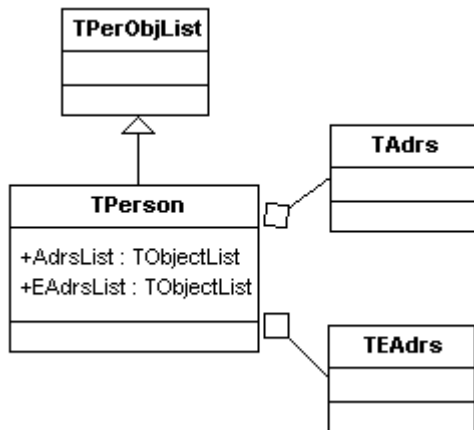 TPerObjList
TAdrs
TPerson
+AdrsList : TObjectList
+EAdrsList : TObjectList
TEAdrs